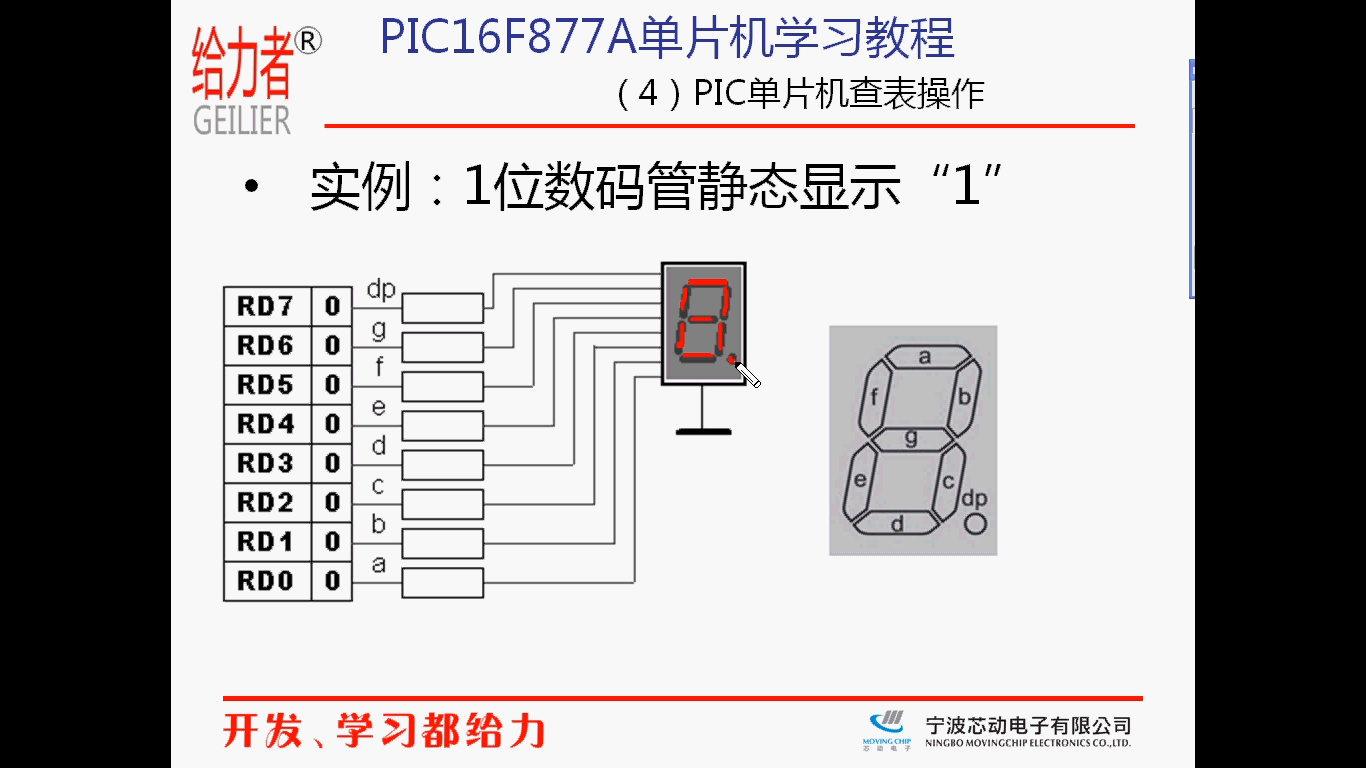 给力者®
GEILIER
PIC16F877A单片机学习教程
（4）PIC单片机查表操作
• 实例：1位数码管静态显示“1”
RD7 0 dp
RD6 0 g
RD5 0 f
RD4 0 e
RD3 0 d
RD2 0 c
RD1 0 b
RD0 0 a
a
f b
g
e c
dp
d
开发、学习都给力
MOVING CHIP
芯动电子
宁波芯动电子有限公司
NINGBO MOVINGCHIP ELECTRONICS CO.,LTD.